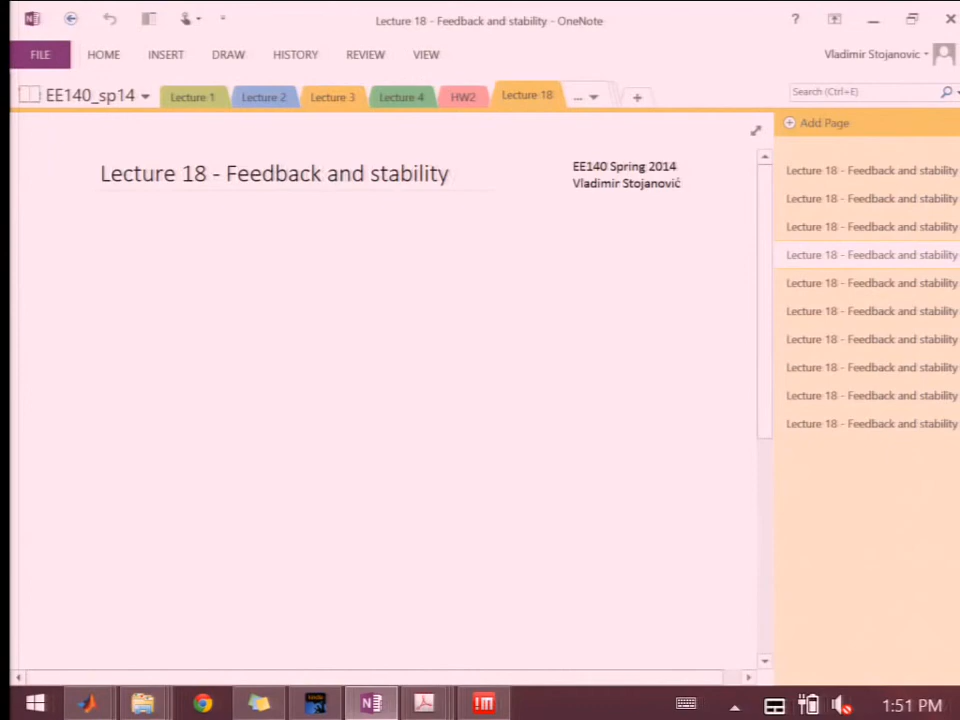 Lecture 18 - Feedback and stability - OneNote
?
FILE
HOME
INSERT
DRAW
HISTORY
REVIEW
VIEW
Vladimir Stojanovic
EE140_sp14
Lecture 1
Lecture 2
Lecture 3
Lecture 4
HW2
Lecture 18
...
+
Search (Ctrl+E)
Add Page
Lecture 18 - Feedback and stability
EE140 Spring 2014
Vladimir Stojanović
Lecture 18 - Feedback and stability
Lecture 18 - Feedback and stability
Lecture 18 - Feedback and stability
Lecture 18 - Feedback and stability
Lecture 18 - Feedback and stability
Lecture 18 - Feedback and stability
Lecture 18 - Feedback and stability
Lecture 18 - Feedback and stability
Lecture 18 - Feedback and stability
Lecture 18 - Feedback and stability
1:51 PM